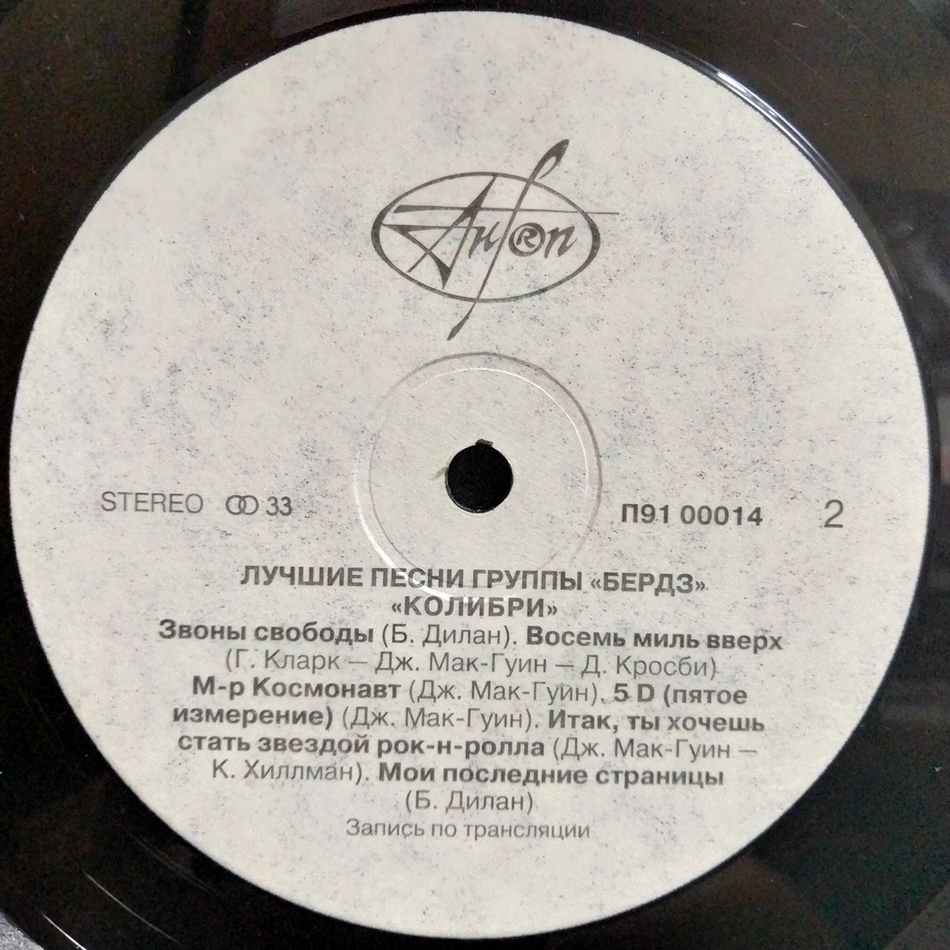 АнТроп
®
STEREO 33
П91 00014 2
ЛУЧШИЕ ПЕСНИ ГРУППЫ «БЕРДЗ»
«КОЛИБРИ»
Звоны свободы (Б. Дилан). Восемь миль вверх
(Г. Кларк — Дж. Мак-Гуин — Д. Кросби)
М-р Космонавт (Дж. Мак-Гуин). 5 D (пятое
измерение) (Дж. Мак-Гуин). Итак, ты хочешь
стать звездой рок-н-ролла (Дж. Мак-Гуин —
К. Хиллман). Мои последние страницы
(Б. Дилан)
Запись по трансляции